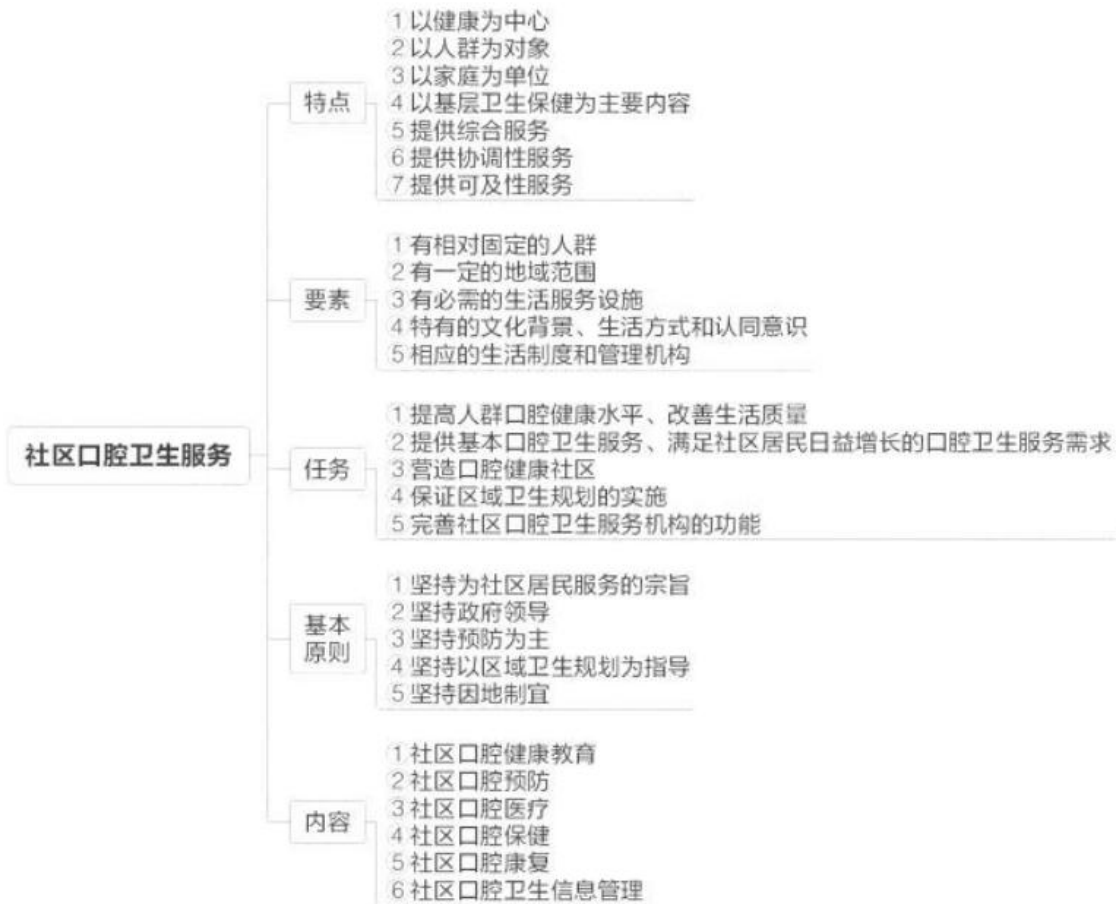 社区口腔卫生服务
特点
①以健康为中心
②以人群为对象
③以家庭为单位
④以基层卫生保健为主要内容
⑤提供综合服务
⑥提供协调性服务
⑦提供可及性服务
要素
①有相对固定的人群
②有一定的地域范围
③有必需的生活服务设施
④特有的文化背景、生活方式和认同意识
⑤相应的生活制度和管理机构
任务
①提高人群口腔健康水平、改善生活质量
②提供基本口腔卫生服务、满足社区居民日益增长的口腔卫生服务需求
③营造口腔健康社区
④保证区域卫生规划的实施
⑤完善社区口腔卫生服务机构的功能
基本
原则
①坚持为社区居民服务的宗旨
②坚持政府领导
③坚持预防为主
④坚持以区域卫生规划为指导
⑤坚持因地制宜
内容
①社区口腔健康教育
②社区口腔预防
③社区口腔医疗
④社区口腔保健
⑤社区口腔康复
⑥社区口腔卫生信息管理